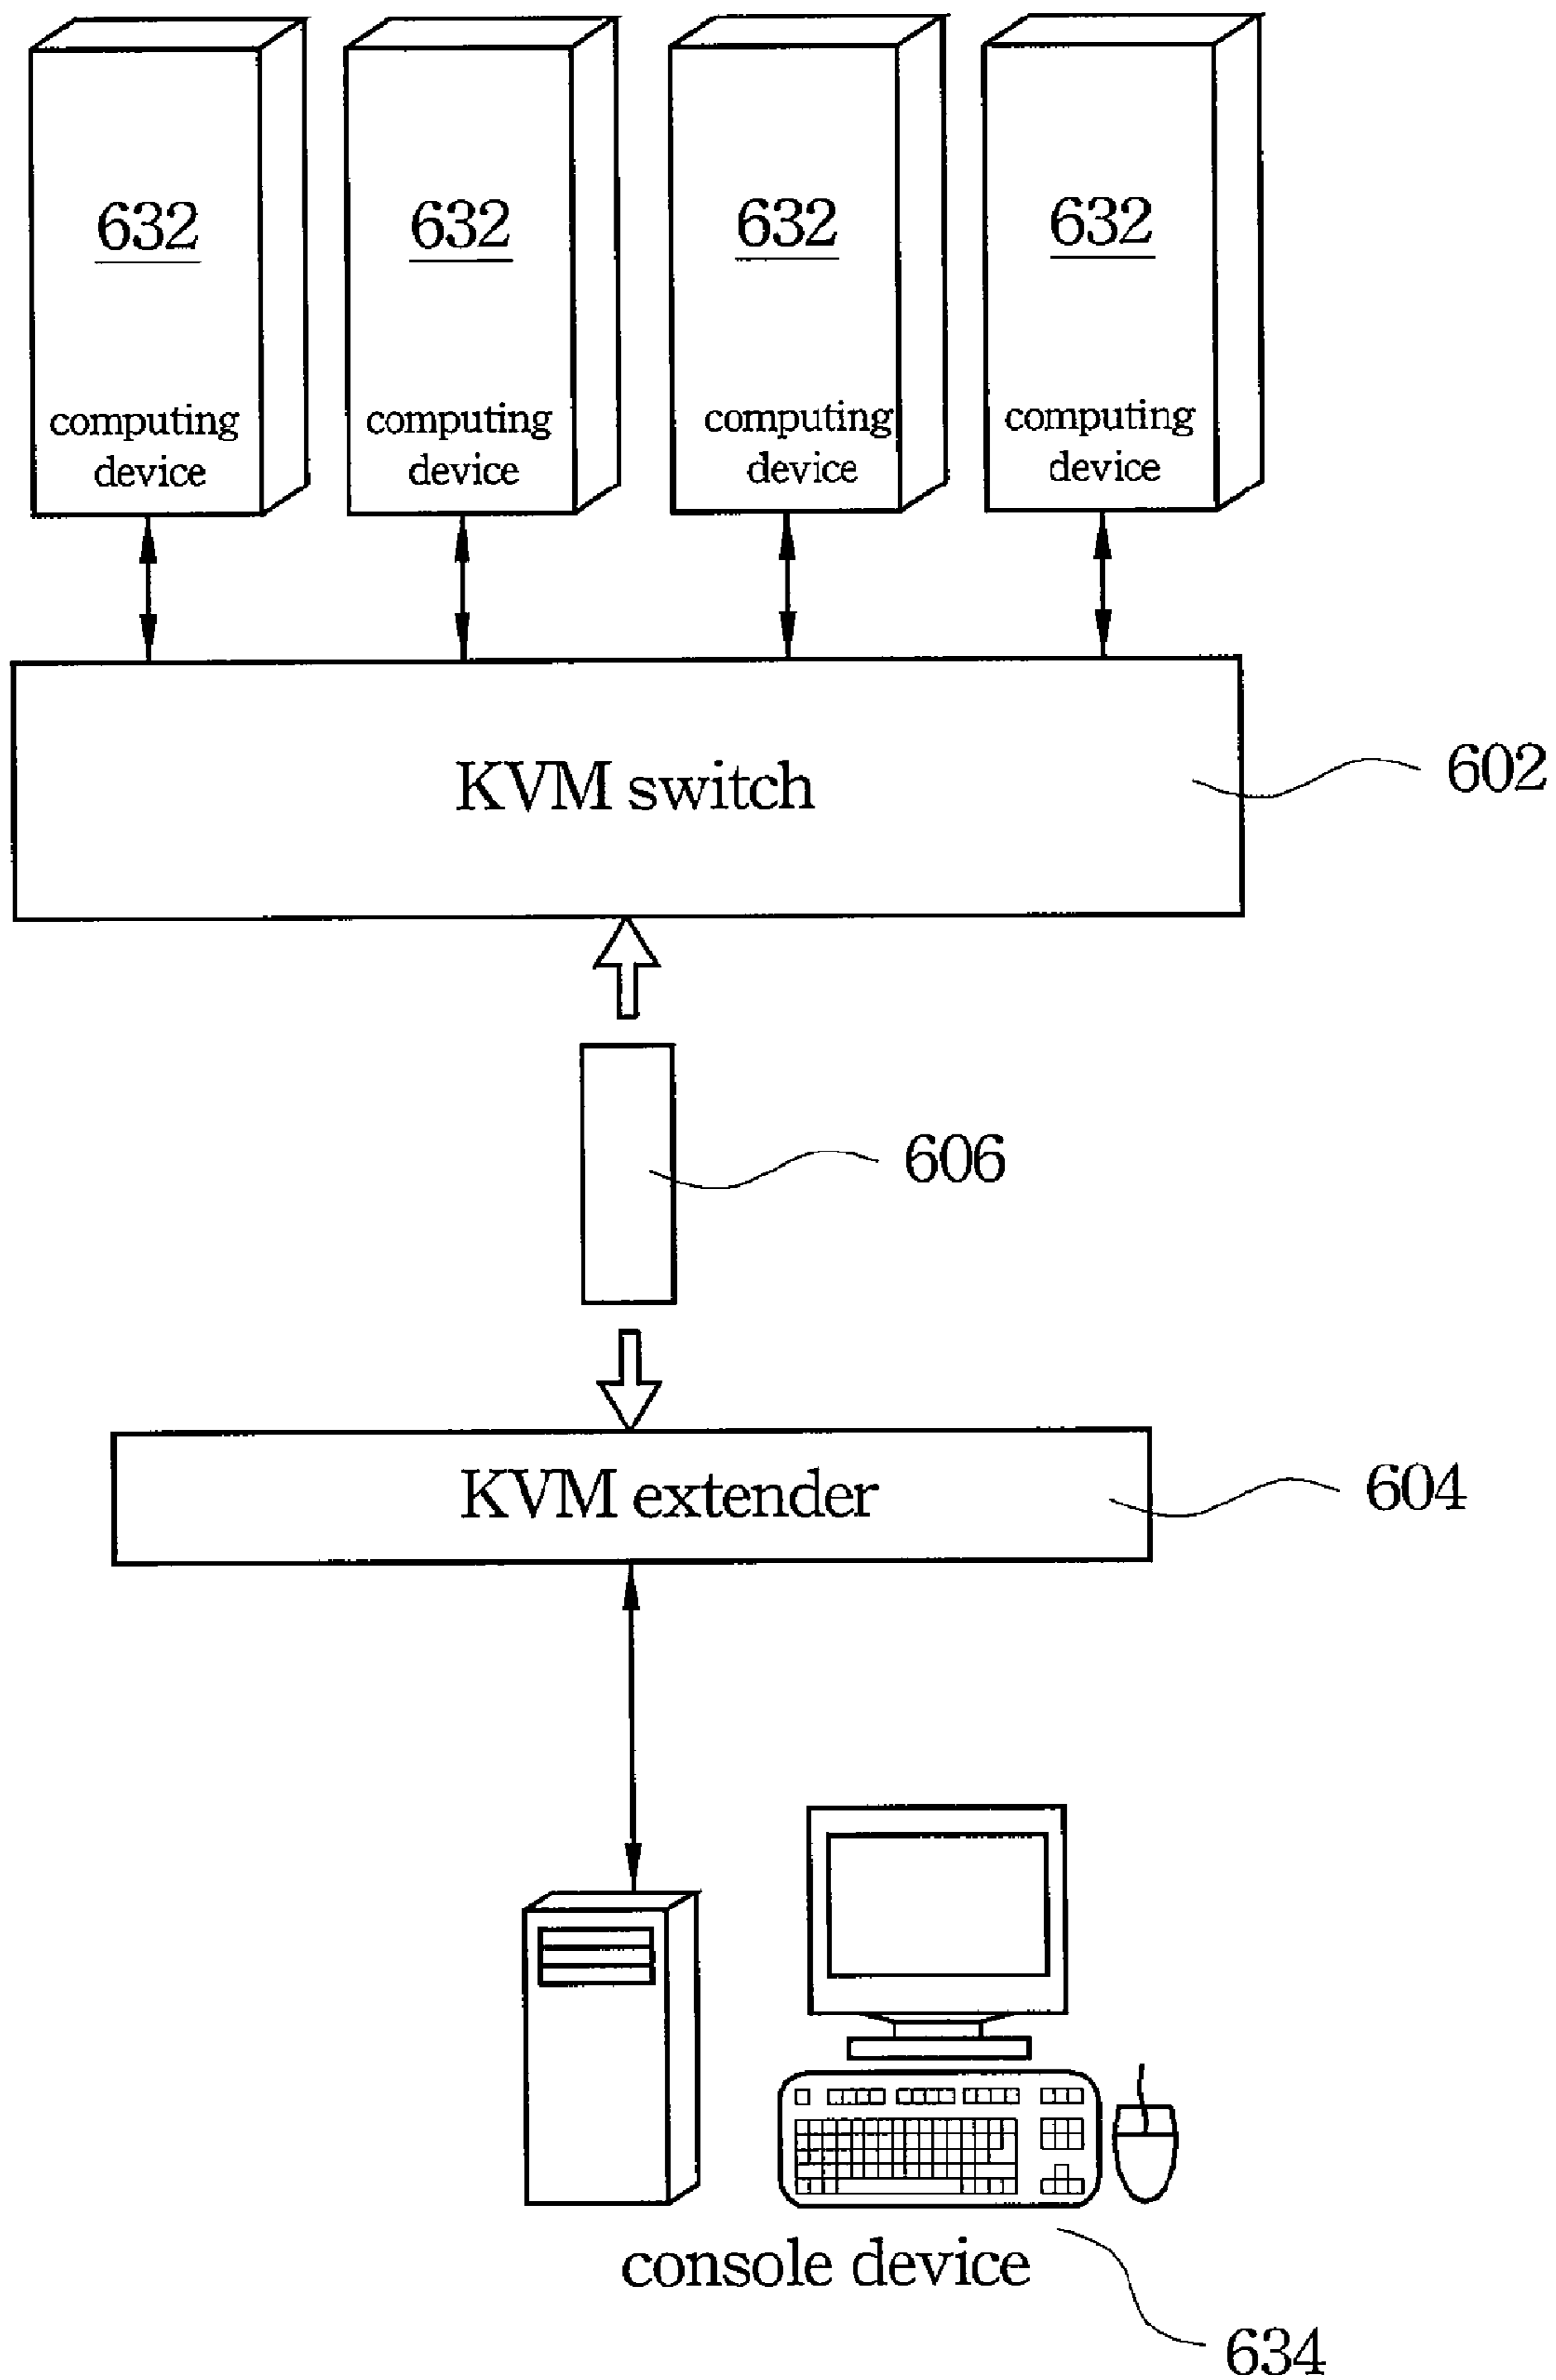 632 632 632 632
computing computing computing computing
device device device device
KVM switch
602
606
KVM extender
604
console device
634